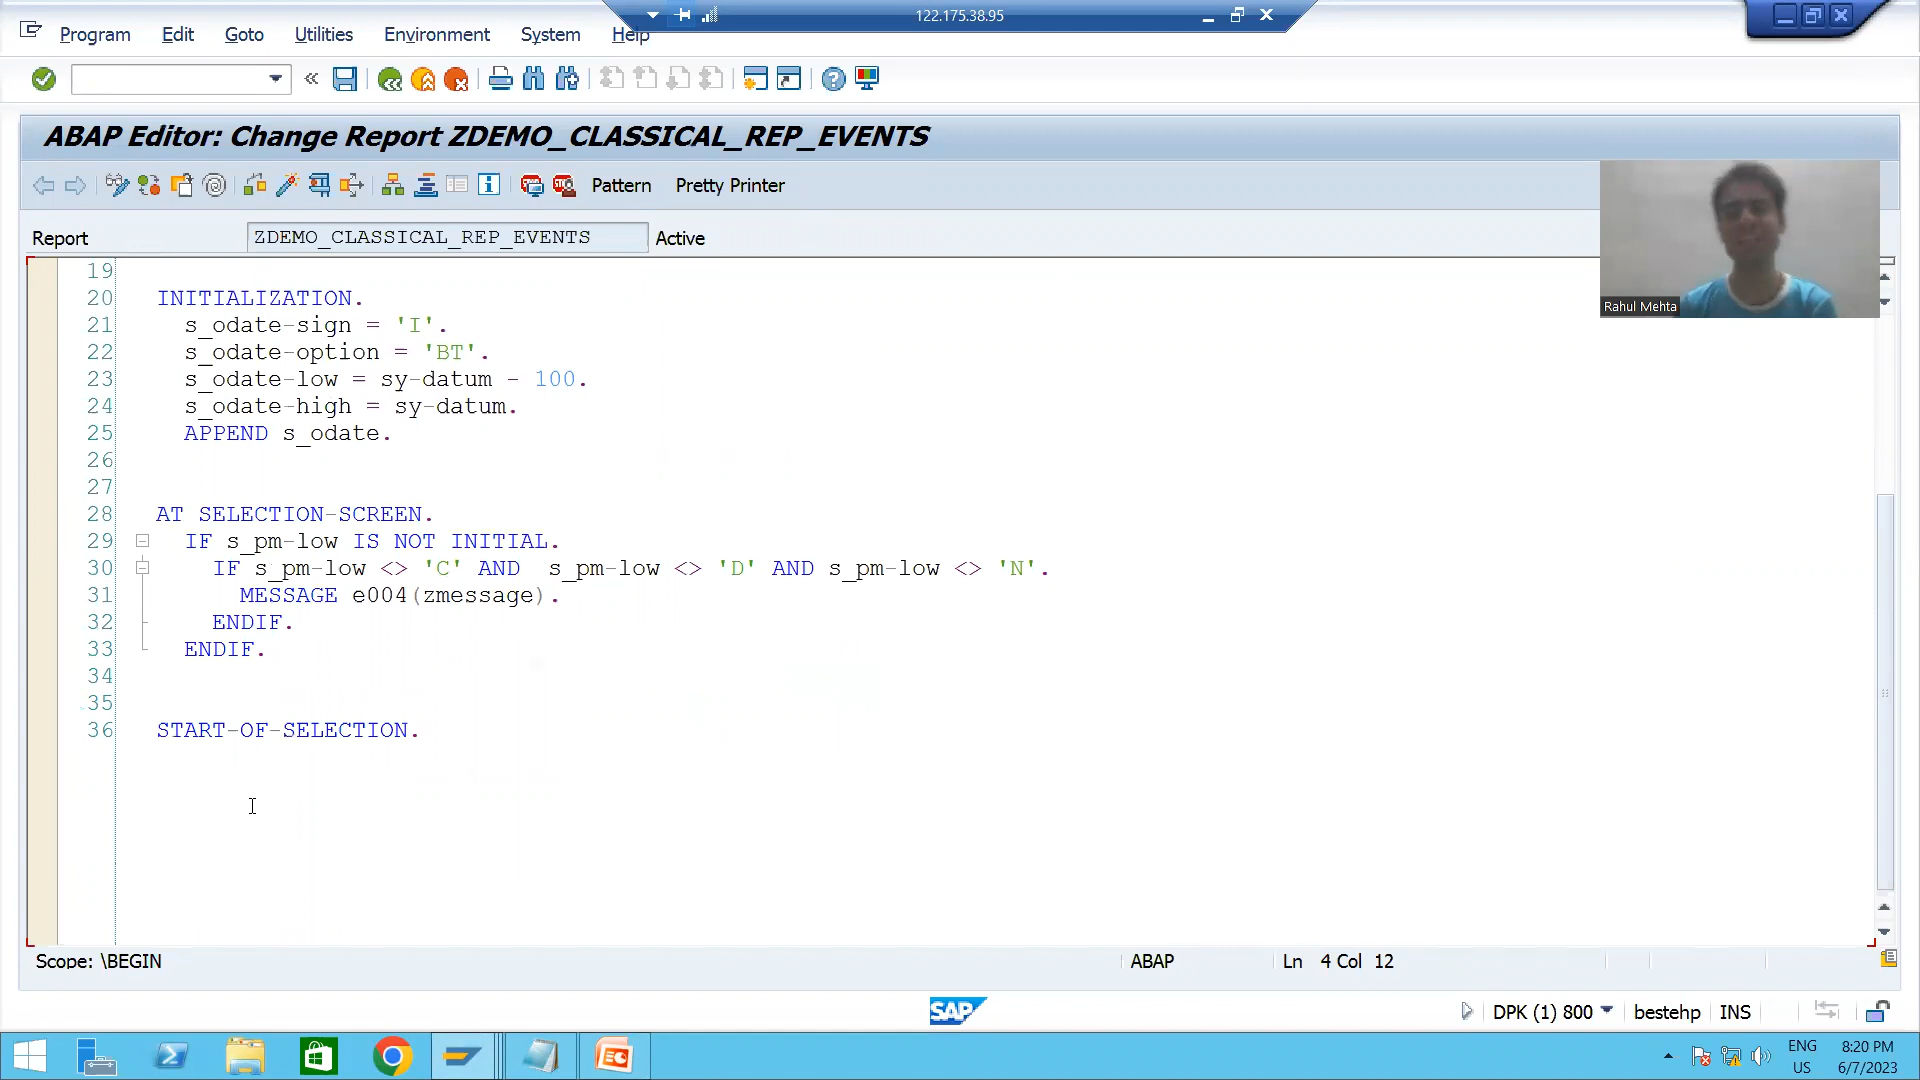 122.175.38.95
Program Edit Goto Utilities Environment System Help
ABAP Editor: Change Report ZDEMO_CLASSICAL_REP_EVENTS
Pattern Pretty Printer
Report ZDEMO_CLASSICAL_REP_EVENTS Active
Rahul Mehta
19
20 INITIALIZATION.
21 s_odate-sign = 'I'.
22 s_odate-option = 'BT'.
23 s_odate-low = sy-datum - 100.
24 s_odate-high = sy-datum.
25 APPEND s_odate.
26
27
28 AT SELECTION-SCREEN.
29 IF s_pm-low IS NOT INITIAL.
30 IF s_pm-low <> 'C' AND s_pm-low <> 'D' AND s_pm-low <> 'N'.
31 MESSAGE e004(zmessage).
32 ENDIF.
33 ENDIF.
34
35
36 START-OF-SELECTION.
Scope: \BEGIN ABAP Ln 4 Col 12
SAP DPK (1) 800 bestehp INS
ENG 8:20 PM
US 6/7/2023